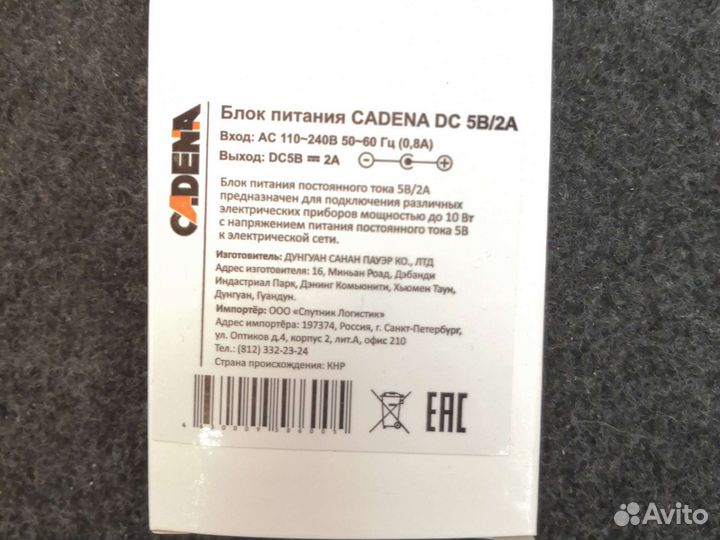 CADENA
Блок питания CADENA DC 5В/2А
Вход: AC 110~240В 50~60 Гц (0,8А)
Выход: DC5В 2А
Блок питания постоянного тока 5В/2А
предназначен для подключения различных
электрических приборов мощностью до 10 Вт
с напряжением питания постоянного тока 5В
к электрической сети.
Изготовитель: ДУНГУАН САНАН ПАУЭР КО., ЛТД
Адрес изготовителя: 16, Миньан Роад, Дэбанди
Индастриал Парк, Дэнинг Комьюнити, Хьюмен Таун,
Дунгуан, Гуандун.
Импортёр: ООО «Спутник Логистик»
Адрес импортёра: 197374, Россия, г. Санкт-Петербург,
ул. Оптиков д.4, корпус 2, лит.А, офис 210
Тел.: (812) 332-23-24
Страна происхождения: КНР
EAC
Avito